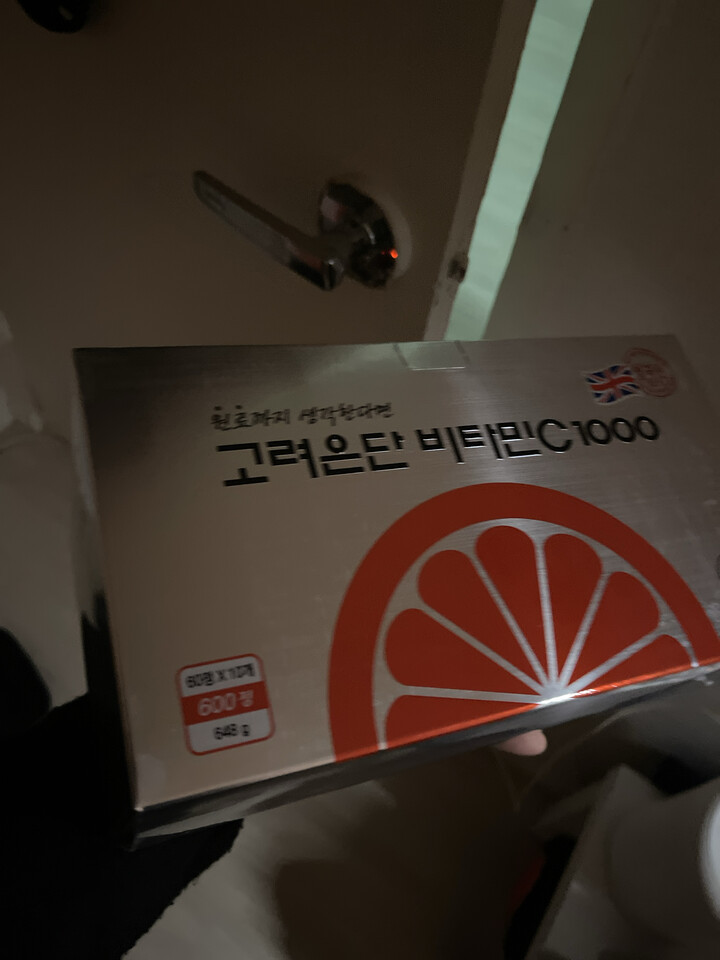 원료까지 생각한다면
고려은단 비타민C1000
60정 X 10개
600정
648 g